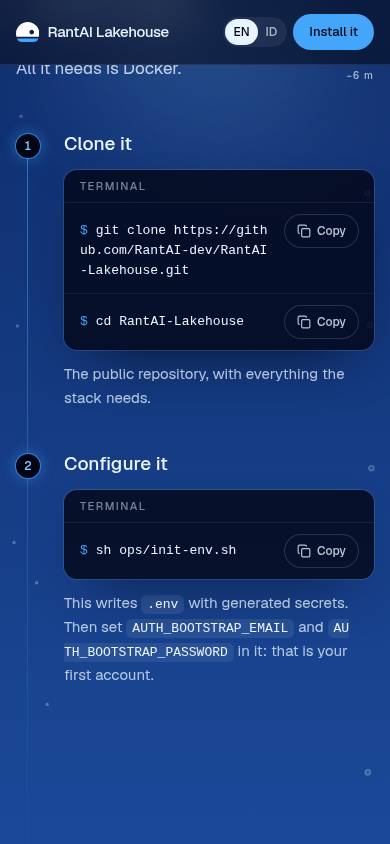 RantAI Lakehouse
EN
ID
Install it
All it needs is Docker.
−6 m
1
Clone it
TERMINAL
$ git clone https://gith
ub.com/RantAI-dev/RantAI
-Lakehouse.git
Copy
$ cd RantAI-Lakehouse
Copy
The public repository, with everything the
stack needs.
2
Configure it
TERMINAL
$ sh ops/init-env.sh
Copy
This writes .env with generated secrets.
Then set AUTH_BOOTSTRAP_EMAIL and AU
TH_BOOTSTRAP_PASSWORD in it: that is your
first account.